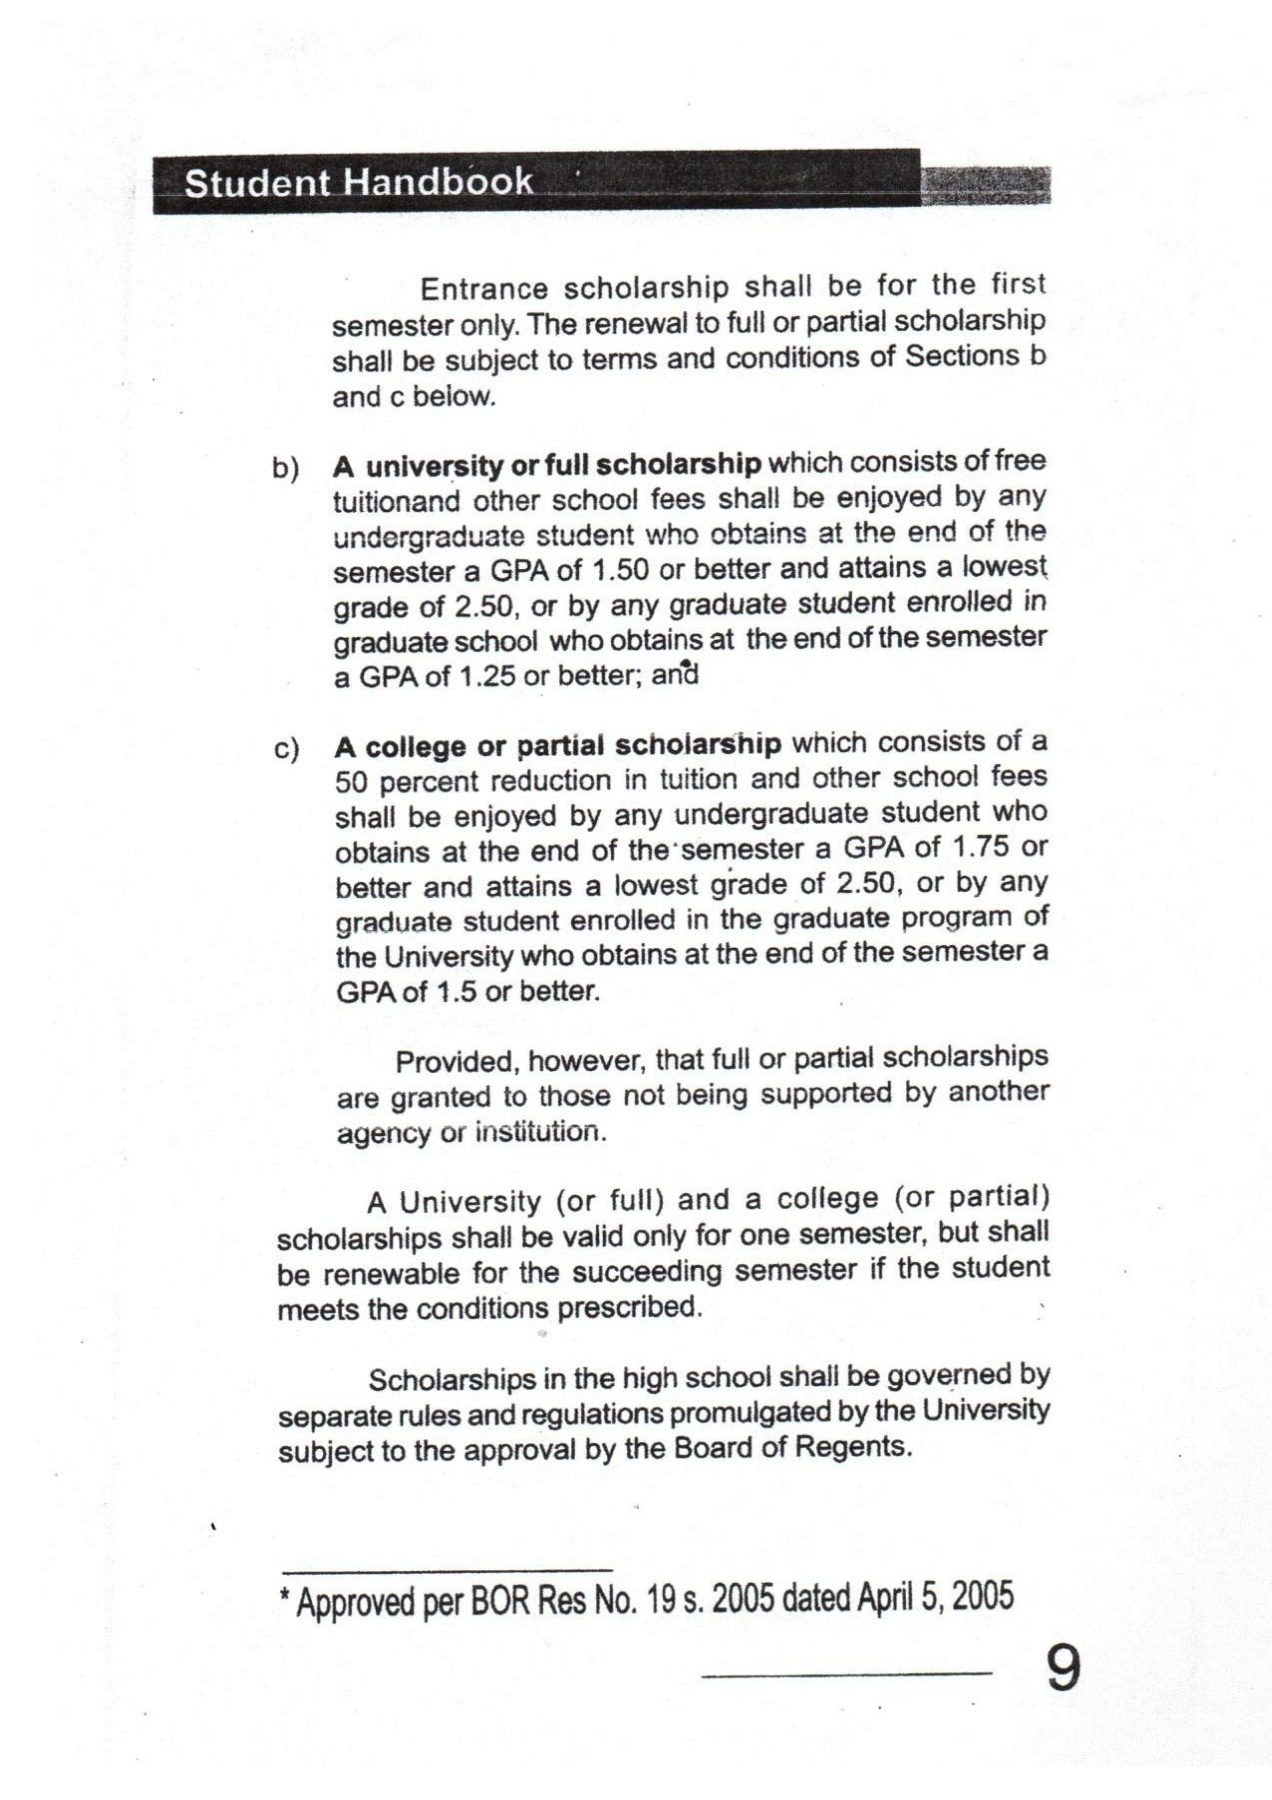 Student Handbook
Entrance scholarship shall be for the first
semester only. The renewal to full or partial scholarship
shall be subject to terms and conditions of Sections b
and c below.
b) A university or full scholarship which consists of free
tuitionand other school fees shall be enjoyed by any
undergraduate student who obtains at the end of the
semester a GPA of 1.50 or better and attains a lowest
grade of 2.50, or by any graduate student enrolled in
graduate school who obtains at the end of the semester
a GPA of 1.25 or better; and
c) A college or partial scholarship which consists of a
50 percent reduction in tuition and other school fees
shall be enjoyed by any undergraduate student who
obtains at the end of the semester a GPA of 1.75 or
better and attains a lowest grade of 2.50, or by any
graduate student enrolled in the graduate program of
the University who obtains at the end of the semester a
GPA of 1.5 or better.
Provided, however, that full or partial scholarships
are granted to those not being supported by another
agency or institution.
A University (or full) and a college (or partial)
scholarships shall be valid only for one semester, but shall
be renewable for the succeeding semester if the student
meets the conditions prescribed.
Scholarships in the high school shall be governed by
separate rules and regulations promulgated by the University
subject to the approval by the Board of Regents.
* Approved per BOR Res No. 19 s. 2005 dated April 5, 2005
9